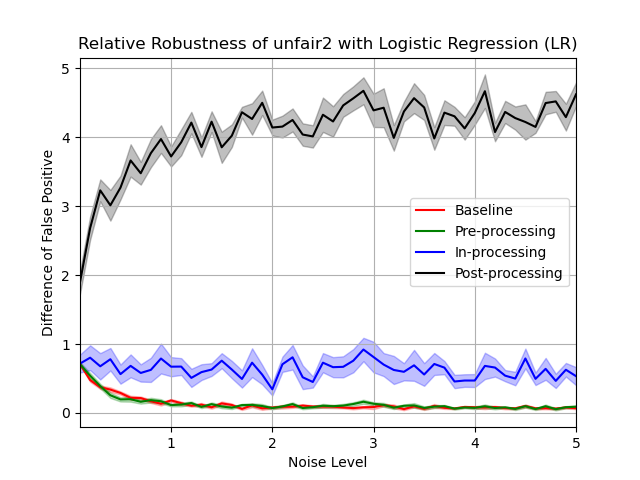 Relative Robustness of unfair2 with Logistic Regression (LR)
Difference of False Positive
5
4
3
2
1
0
Baseline
Pre-processing
In-processing
Post-processing
1
2
3
4
5
Noise Level